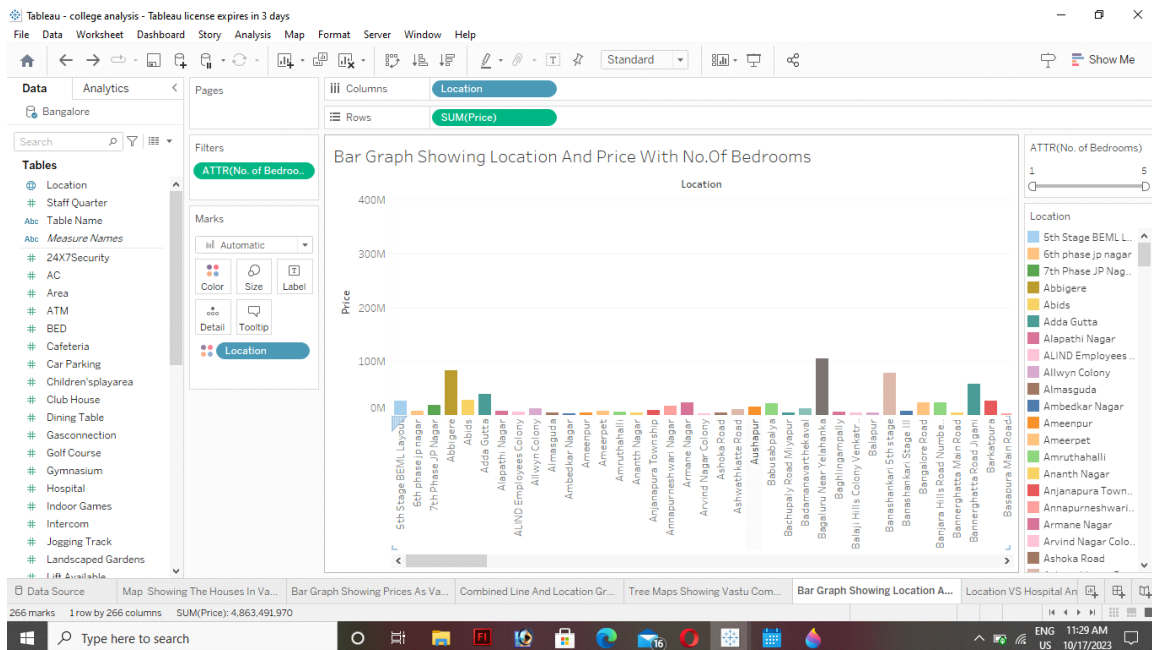 Tableau - college analysis - Tableau license expires in 3 days
File Data Worksheet Dashboard Story Analysis Map Format Server Window Help
Standard
Show Me
Data Analytics
Bangalore
Search
Tables
Location
Staff Quarter
Abc Table Name
Abc Measure Names
24X7Security
AC
Area
ATM
BED
Cafeteria
Car Parking
Children'splayarea
Club House
Dining Table
Gasconnection
Golf Course
Gymnasium
Hospital
Indoor Games
Intercom
Jogging Track
Landscaped Gardens
Lift Available
Pages
Filters
ATTR(No. of Bedroo..
Marks
Automatic
Color Size Label
Detail Tooltip
Location
Columns Location
Rows SUM(Price)
Bar Graph Showing Location And Price With No.Of Bedrooms
Location
Price
400M
300M
200M
100M
0M
5th Stage BEML Layout
6th phase jp nagar
7th Phase JP Nagar
Abbigere
Abids
Adda Gutta
Alapathi Nagar
ALIND Employees Colony
Allwyn Colony
Almasguda
Ambedkar Nagar
Ameenpur
Ameerpet
Amruthahalli
Ananth Nagar
Anjanapura Township
Annapurneshwari Nagar
Armane Nagar
Arvind Nagar Colony
Ashoka Road
Ashwathkatte Road
Aushapur
Babusabpalya
Bachupaly Road Miyapur
Badamanavarthekaval
Bagaluru Near Yelahanka
Baghlingampally
Balaji Hills Colony Venkatr..
Balapur
Banashankari 5th stage
Banashankari Stage III
Bangalore Road
Banjara Hills Road Numbe..
Bannerghatta Main Road
Bannerghatta Road Jigani
Barkatpura
Basapura Main Road
ATTR(No. of Bedrooms)
1 5
Location
5th Stage BEML L..
6th phase jp nagar
7th Phase JP Nag..
Abbigere
Abids
Adda Gutta
Alapathi Nagar
ALIND Employees ..
Allwyn Colony
Almasguda
Ambedkar Nagar
Ameenpur
Ameerpet
Amruthahalli
Ananth Nagar
Anjanapura Town..
Annapurneshwari..
Armane Nagar
Arvind Nagar Colo..
Ashoka Road
Data Source Map Showing The Houses In Va... Bar Graph Showing Prices As Va... Combined Line And Location Gr... Tree Maps Showing Vastu Com... Bar Graph Showing Location A... Location VS Hospital An
266 marks 1 row by 266 columns SUM(Price): 4,863,491,970
Type here to search
16
ENG 11:29 AM
US 10/17/2023